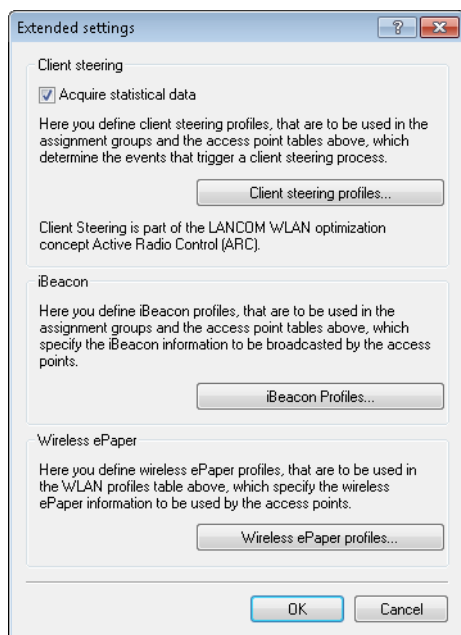 Extended settings
?
Client steering
Acquire statistical data
Here you define client steering profiles, that are to be used in the
assignment groups and the access point tables above, which
determine the events that trigger a client steering process.
Client steering profiles...
Client Steering is part of the LANCOM WLAN optimization
concept Active Radio Control (ARC).
iBeacon
Here you define iBeacon profiles, that are to be used in the
assignment groups and the access point tables above, which
specify the iBeacon information to be broadcasted by the access
points.
iBeacon Profiles...
Wireless ePaper
Here you define wireless ePaper profiles, that are to be used in
the WLAN profiles table above, which specify the wireless
ePaper information to be used by the access points.
Wireless ePaper profiles...
OK
Cancel